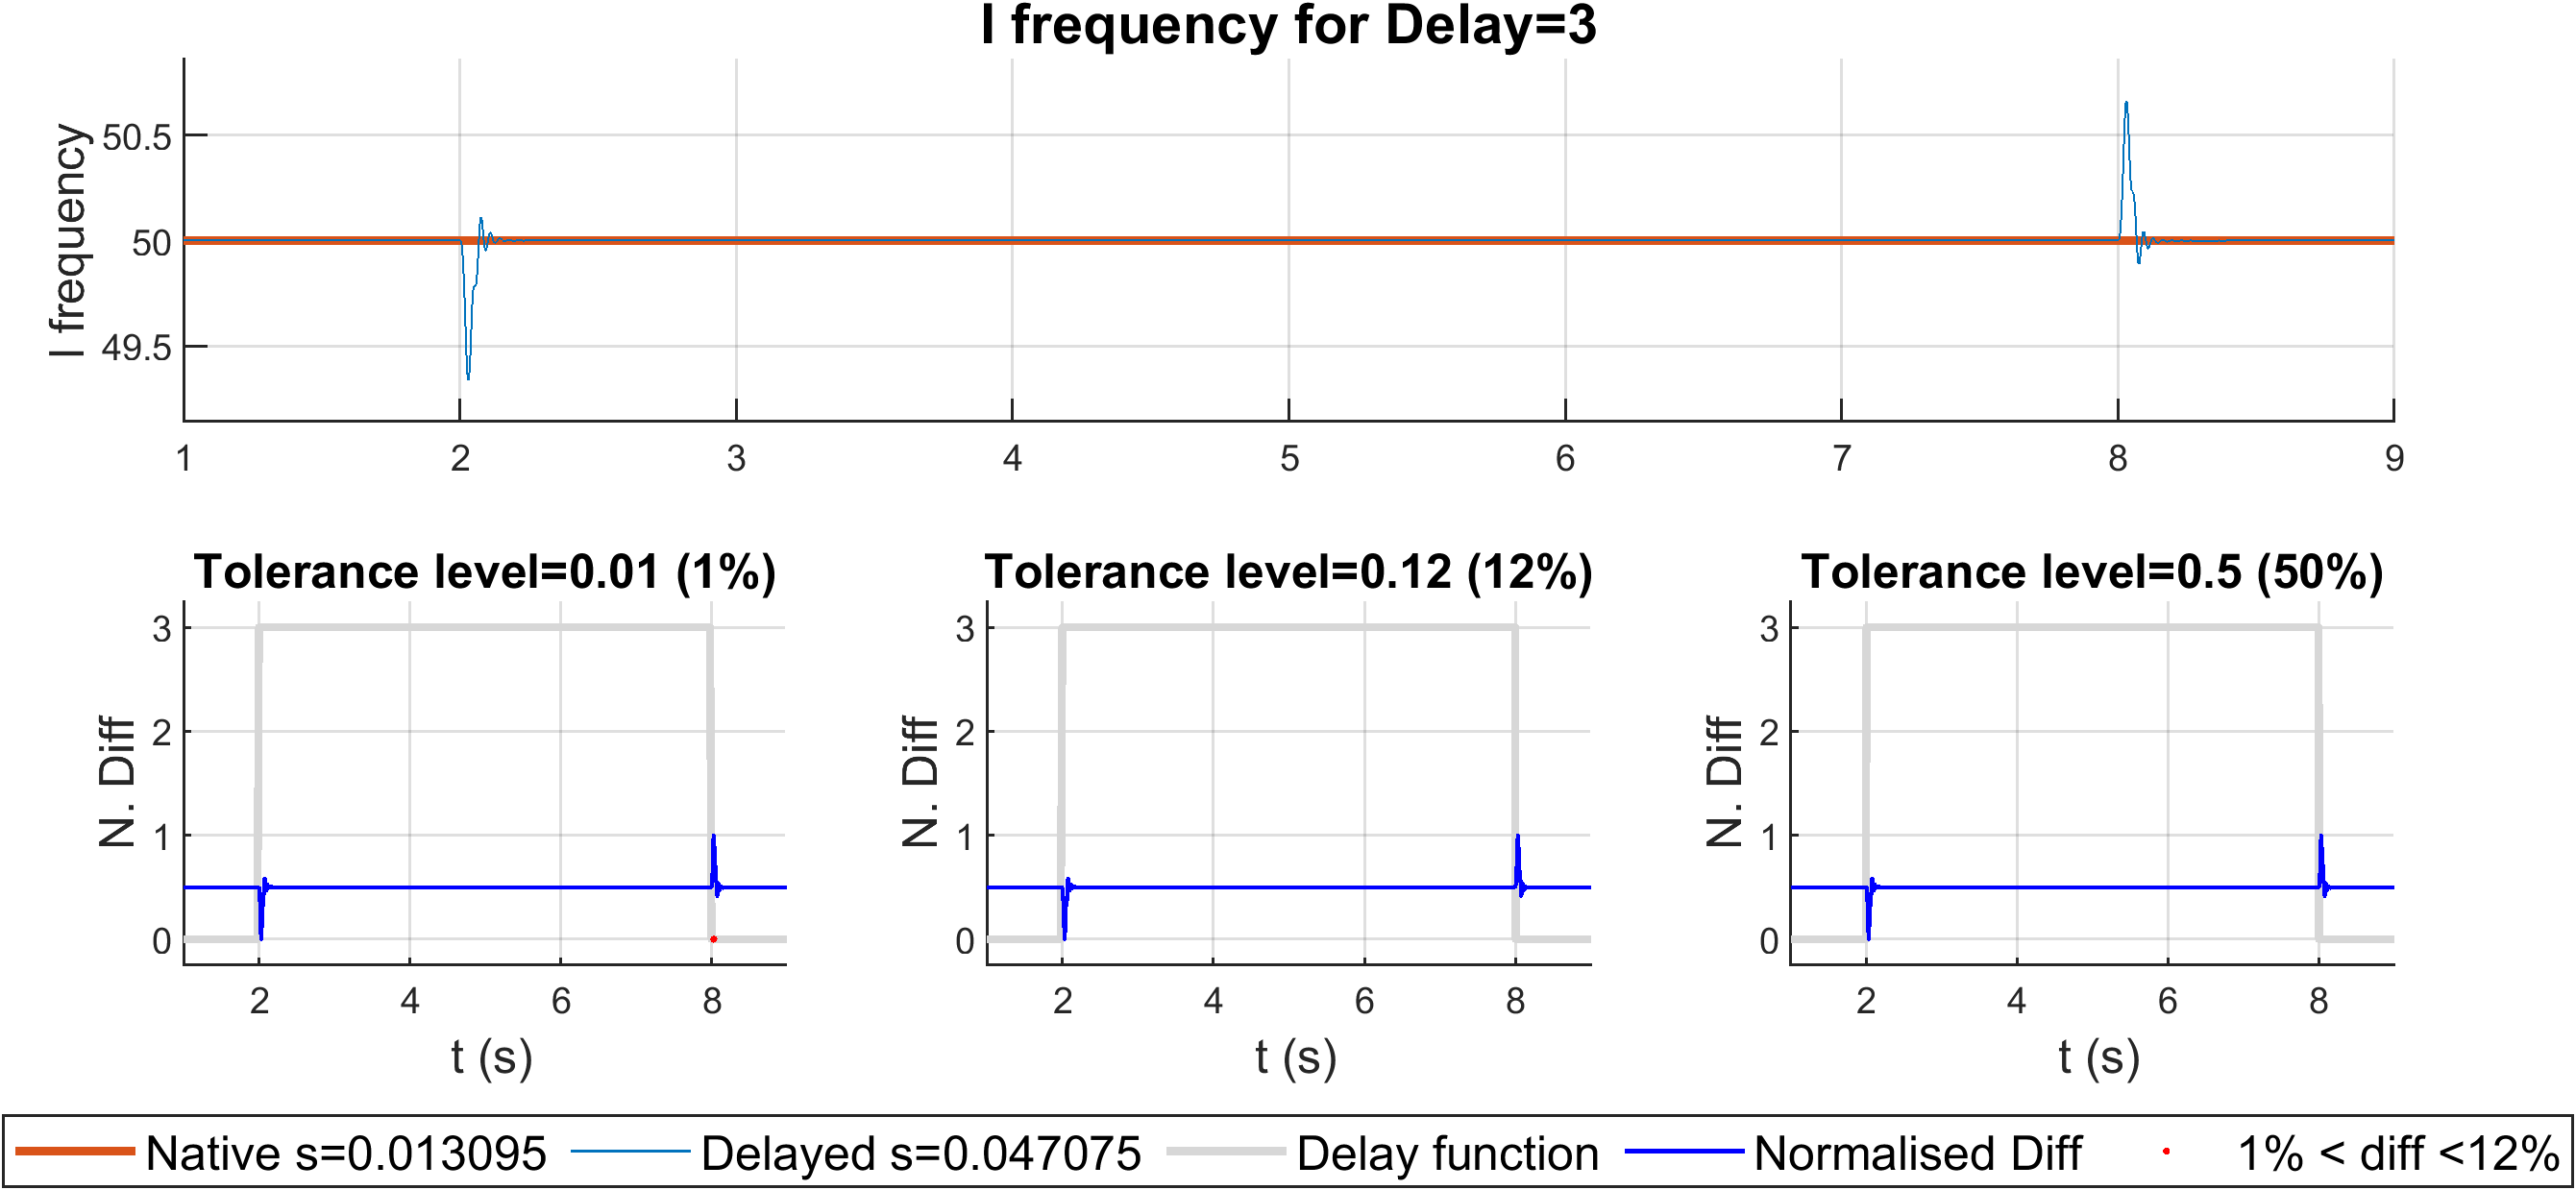 I frequency for Delay=3
I frequency
50.5
50
49.5
1 2 3 4 5 6 7 8 9
Tolerance level=0.01 (1%)
N. Diff
3
2
1
0
2 4 6 8
t (s)
Tolerance level=0.12 (12%)
N. Diff
3
2
1
0
2 4 6 8
t (s)
Tolerance level=0.5 (50%)
N. Diff
3
2
1
0
2 4 6 8
t (s)
Native s=0.013095 Delayed s=0.047075 Delay function Normalised Diff 1% < diff <12%